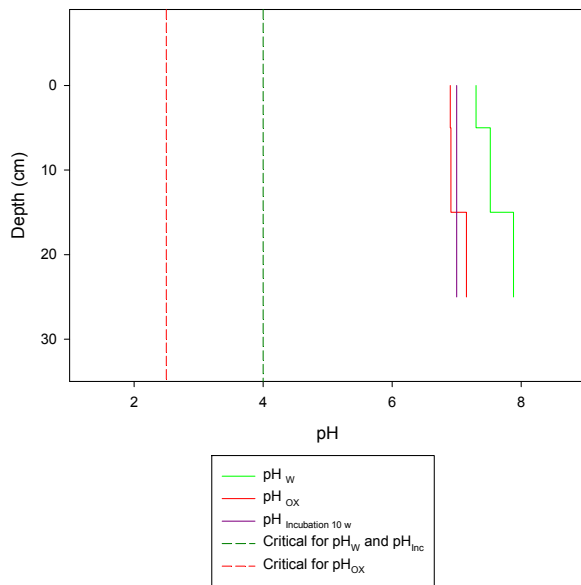 0
10
20
30
Depth (cm)
2 4 6 8
pH
pH W
pH OX
pH Incubation 10 w
Critical for pHW and pHInc
Critical for pHOX